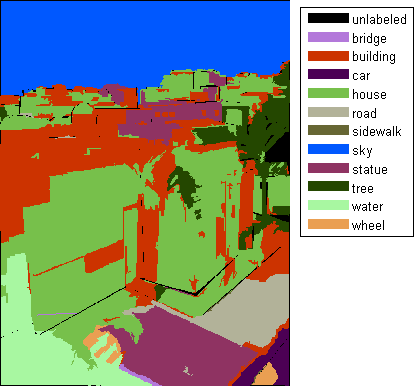 unlabeled
bridge
building
car
house
road
sidewalk
sky
statue
tree
water
wheel